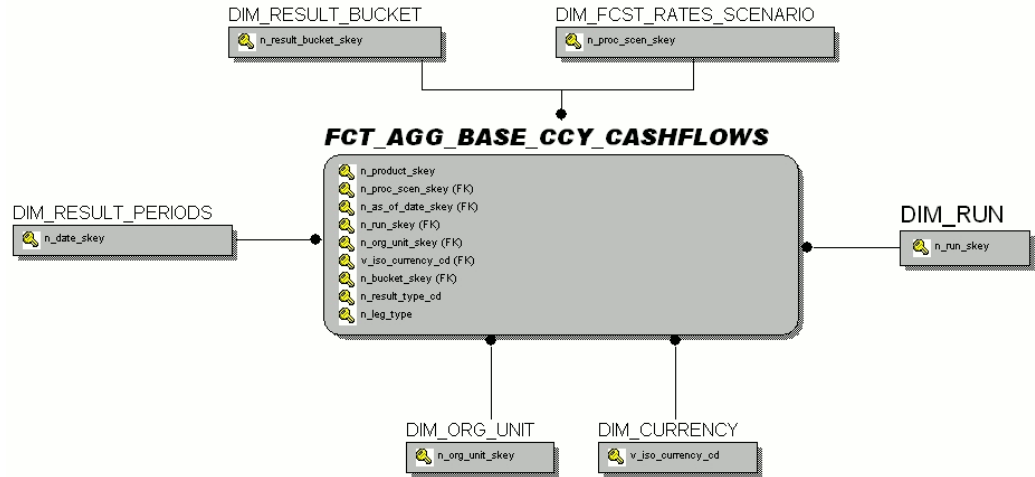 DIM_RESULT_BUCKET
n_result_bucket_skey
DIM_FCST_RATES_SCENARIO
n_proc_scen_skey
FCT_AGG_BASE_CCY_CASHFLOWS
n_product_skey
n_proc_scen_skey (FK)
n_as_of_date_skey (FK)
n_run_skey (FK)
n_org_unit_skey (FK)
v_iso_currency_cd (FK)
n_bucket_skey (FK)
n_result_type_cd
n_leg_type
DIM_RESULT_PERIODS
n_date_skey
DIM_RUN
n_run_skey
DIM_ORG_UNIT
n_org_unit_skey
DIM_CURRENCY
v_iso_currency_cd